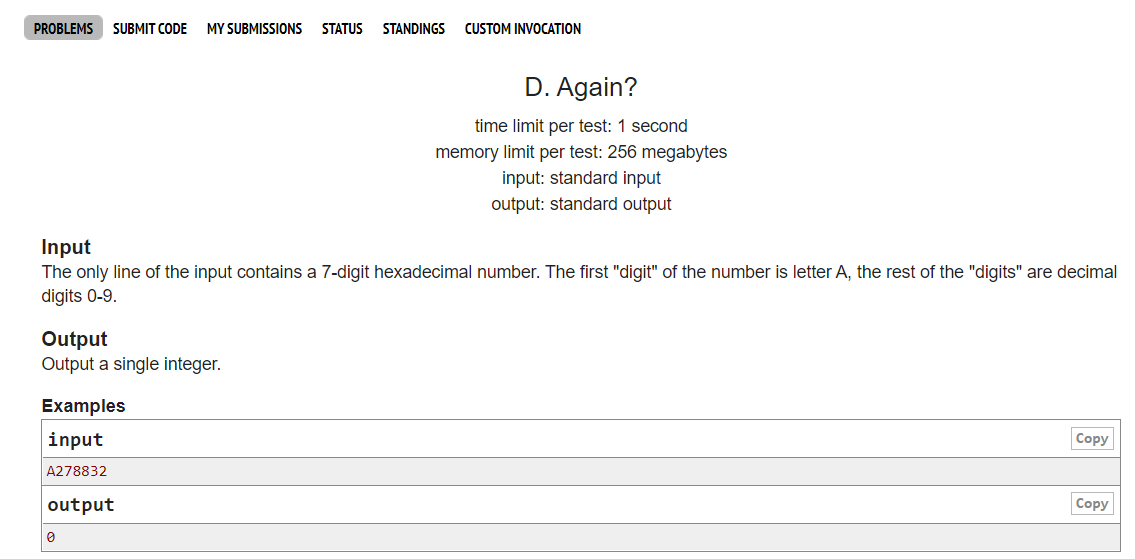 PROBLEMS SUBMIT CODE MY SUBMISSIONS STATUS STANDINGS CUSTOM INVOCATION
D. Again?
time limit per test: 1 second
memory limit per test: 256 megabytes
input: standard input
output: standard output
Input
The only line of the input contains a 7-digit hexadecimal number. The first "digit" of the number is letter A, the rest of the "digits" are decimal
digits 0-9.
Output
Output a single integer.
Examples
input Copy
A278832
output Copy
0